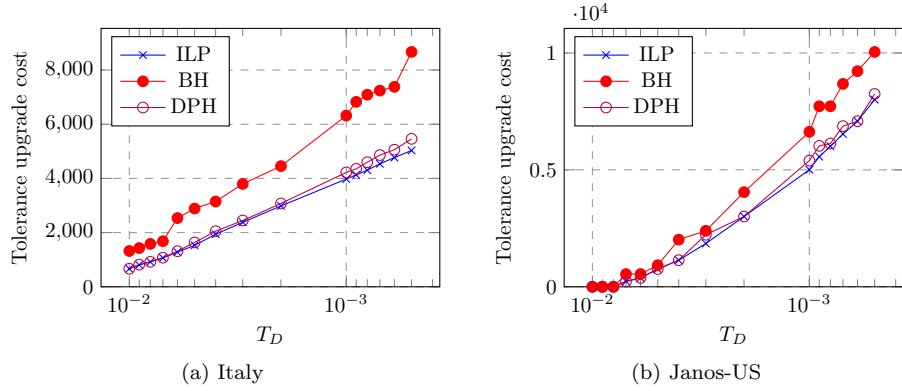 ·10⁴
ILP
BH
DPH
8,000
6,000
4,000
2,000
0
Tolerance upgrade cost
10⁻²
10⁻³
T_D
(a) Italy
ILP
BH
DPH
1
0.5
0
Tolerance upgrade cost
10⁻²
10⁻³
T_D
(b) Janos-US